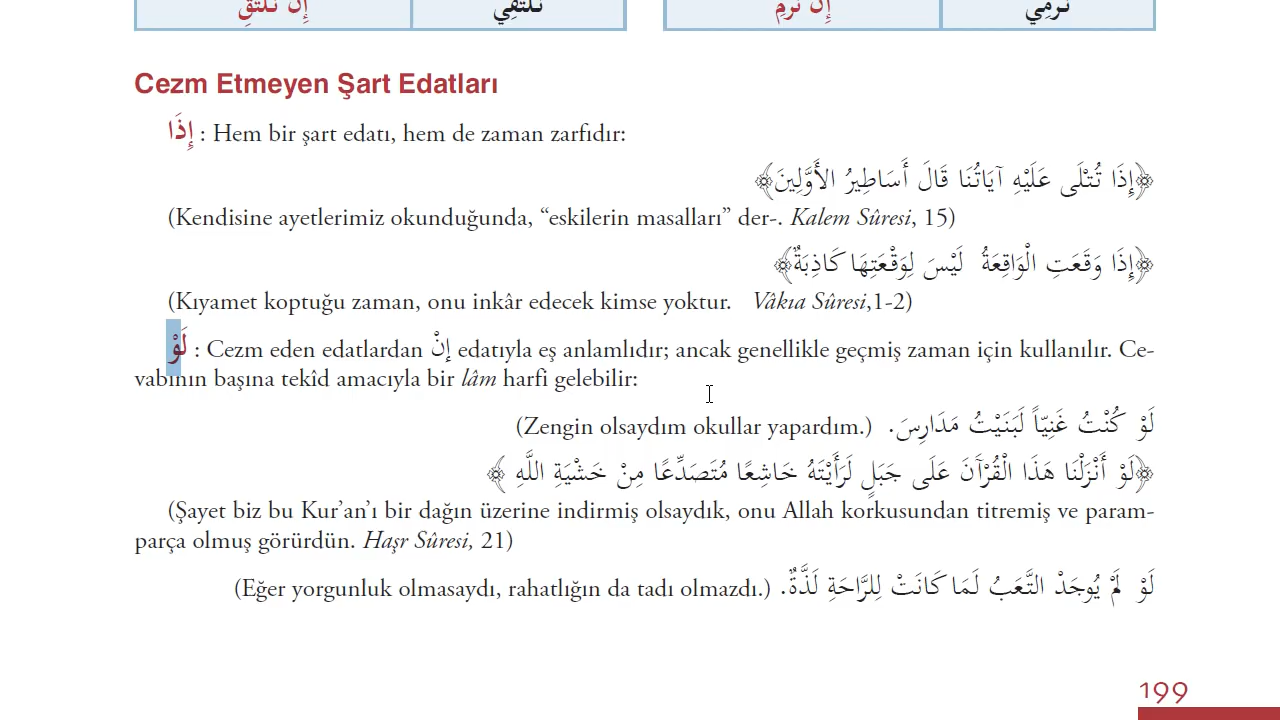 نَرْمِي إِنْ نَرْمِ نَلْتَقِي إِنْ نَلْتَقِ
Cezm Etmeyen Şart Edatları
إِذَا : Hem bir şart edatı, hem de zaman zarfıdır:
﴿إِذَا تُتْلَى عَلَيْهِ آيَاتُنَا قَالَ أَسَاطِيرُ الأَوَّلِينَ﴾
(Kendisine ayetlerimiz okunduğunda, “eskilerin masalları” der-. Kalem Sûresi, 15)
﴿إِذَا وَقَعَتِ الْوَاقِعَةُ لَيْسَ لِوَقْعَتِهَا كَاذِبَةٌ﴾
(Kıyamet koptuğu zaman, onu inkâr edecek kimse yoktur. Vâkıa Sûresi,1-2)
لَوْ : Cezm eden edatlardan إِنْ edatıyla eş anlamlıdır; ancak genellikle geçmiş zaman için kullanılır. Ce-
vabının başına tekîd amacıyla bir lâm harfi gelebilir:
لَوْ كُنْتُ غَنِيّاً لَبَنَيْتُ مَدَارِسَ. (Zengin olsaydım okullar yapardım.)
﴿لَوْ أَنْزَلْنَا هَذَا الْقُرْآنَ عَلَى جَبَلٍ لَرَأَيْتَهُ خَاشِعًا مُتَصَدِّعًا مِنْ خَشْيَةِ اللَّهِ ﴾
(Şayet biz bu Kur’an’ı bir dağın üzerine indirmiş olsaydık, onu Allah korkusundan titremiş ve param-
parça olmuş görürdün. Haşr Sûresi, 21)
لَوْ لَمْ يُوجَدْ التَّعَبُ لَمَا كَانَتْ لِلرَّاحَةِ لَذَّةٌ. (Eğer yorgunluk olmasaydı, rahatlığın da tadı olmazdı.)
199